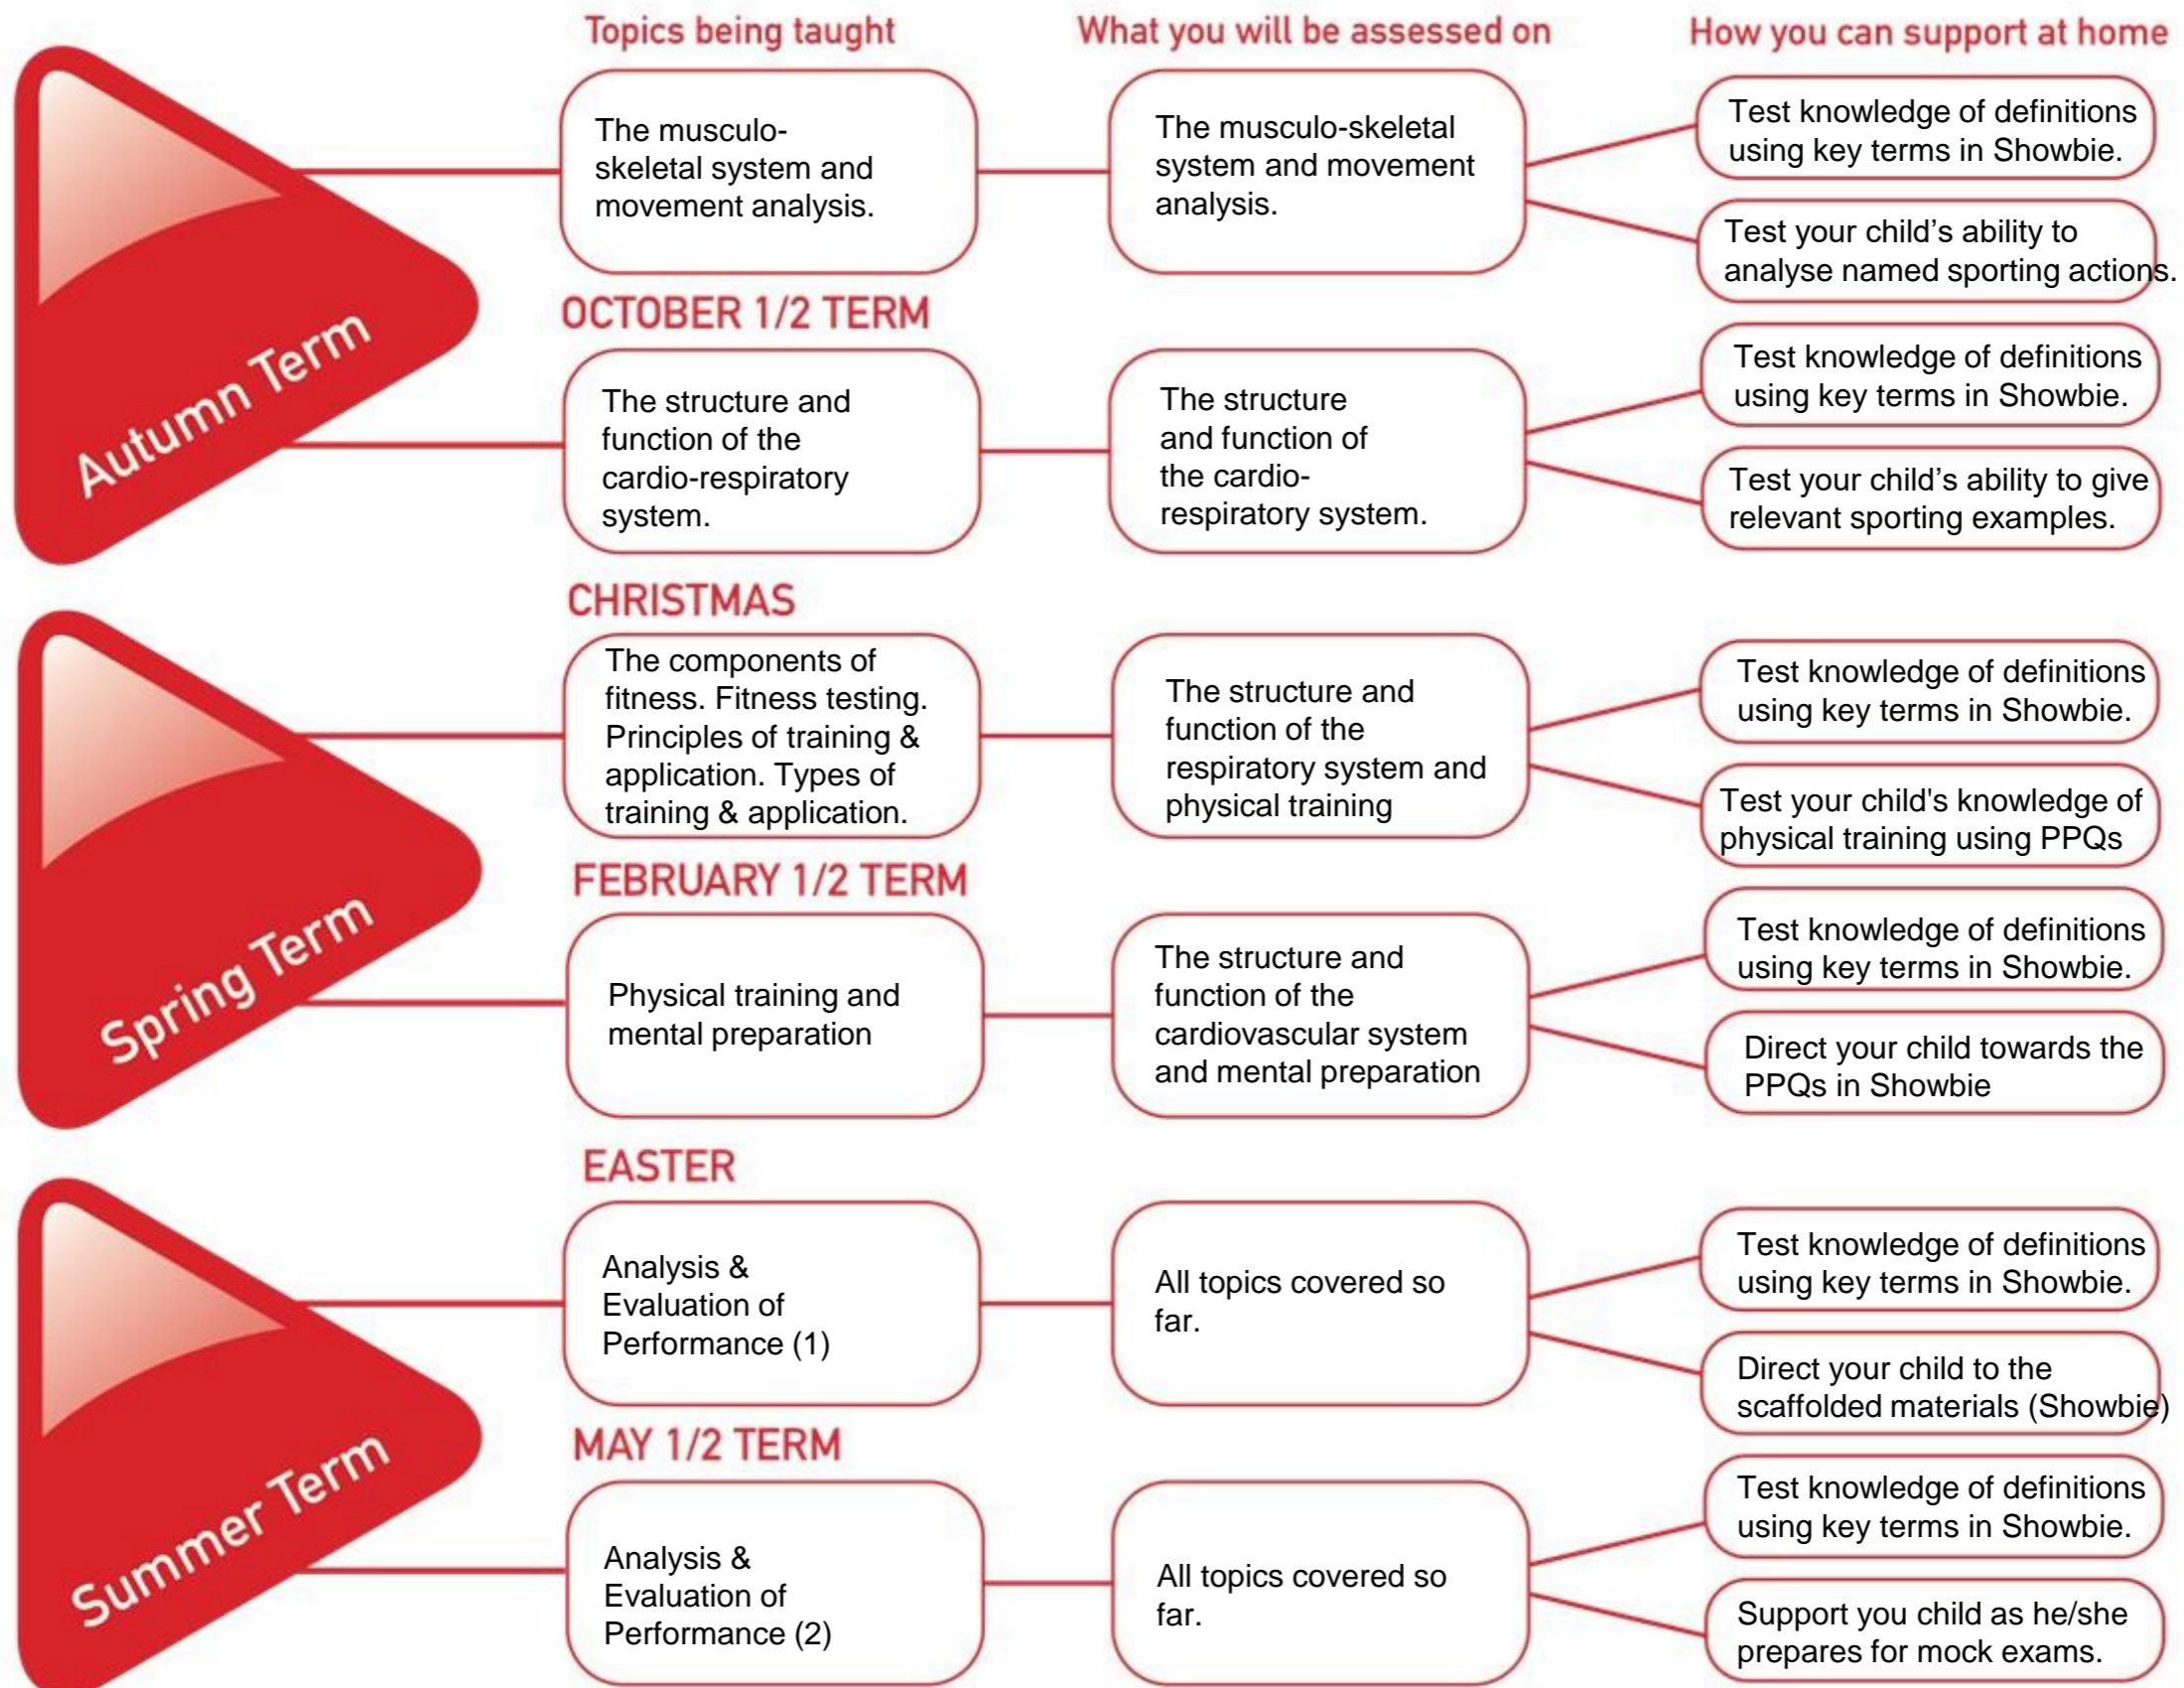 Topics being taught
What you will be assessed on
How you can support at home
Autumn Term
The musculo-
skeletal system and
movement analysis.
The musculo-skeletal
system and movement
analysis.
Test knowledge of definitions
using key terms in Showbie.
Test your child’s ability to
analyse named sporting actions.
OCTOBER 1/2 TERM
The structure and
function of the
cardio-respiratory
system.
The structure
and function of
the cardio-
respiratory system.
Test knowledge of definitions
using key terms in Showbie.
Test your child’s ability to give
relevant sporting examples.
CHRISTMAS
Spring Term
The components of
fitness. Fitness testing.
Principles of training &
application. Types of
training & application.
The structure and
function of the
respiratory system and
physical training
Test knowledge of definitions
using key terms in Showbie.
Test your child's knowledge of
physical training using PPQs
FEBRUARY 1/2 TERM
Physical training and
mental preparation
The structure and
function of the
cardiovascular system
and mental preparation
Test knowledge of definitions
using key terms in Showbie.
Direct your child towards the
PPQs in Showbie
EASTER
Summer Term
Analysis &
Evaluation of
Performance (1)
All topics covered so
far.
Test knowledge of definitions
using key terms in Showbie.
Direct your child to the
scaffolded materials (Showbie)
MAY 1/2 TERM
Analysis &
Evaluation of
Performance (2)
All topics covered so
far.
Test knowledge of definitions
using key terms in Showbie.
Support you child as he/she
prepares for mock exams.